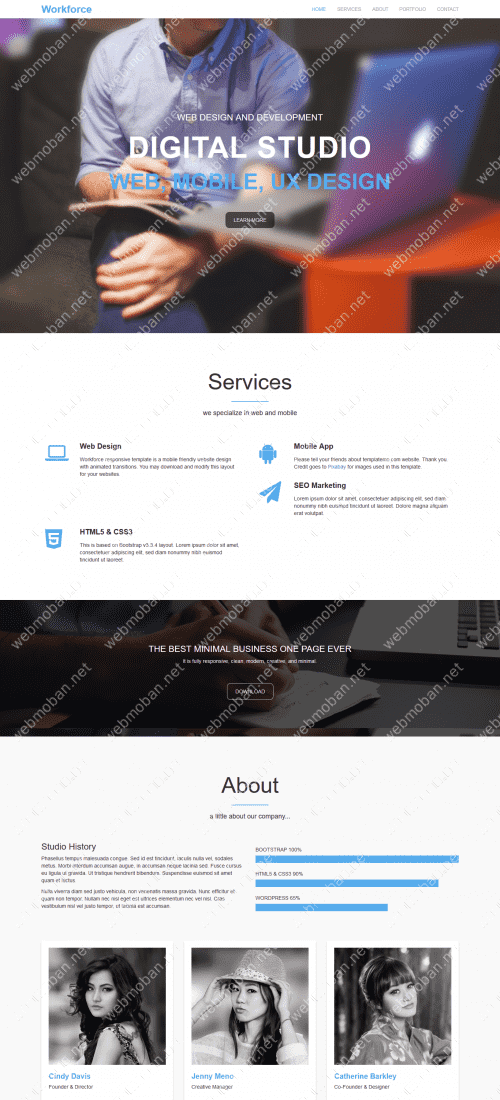 Workforce
HOME SERVICES ABOUT PORTFOLIO CONTACT
WEB DESIGN AND DEVELOPMENT
DIGITAL STUDIO
WEB, MOBILE, UX DESIGN
LEARN MORE
Services
we specialize in web and mobile
Web Design
Workforce responsive template is a mobile friendly website design
with animated transitions. You may download and modify this layout
for your websites.
Mobile App
Please tell your friends about templatemo.com website. Thank you.
Credit goes to Pixabay for images used in this template.
SEO Marketing
Lorem ipsum dolor sit amet, consectetuer adipiscing elit, sed diam
nonummy nibh euismod tincidunt ut laoreet. Dolore magna aliquam
erat volutpat.
HTML5 & CSS3
This is based on Bootstrap v3.3.4 layout. Lorem ipsum dolor sit amet,
consectetuer adipiscing elit, sed diam nonummy nibh euismod
tincidunt ut laoreet.
THE BEST MINIMAL BUSINESS ONE PAGE EVER
It is fully responsive, clean, modern, creative, and minimal.
DOWNLOAD
About
a little about our company...
Studio History
Phasellus tempus malesuada congue. Sed id est tincidunt, iaculis nulla vel, sodales
metus. Morbi interdum accumsan augue, in accumsan neque lacinia sed. Fusce cursus
eu ligula ut gravida. Ut tristique hendrerit bibendum. Suspendisse euismod sit amet
quam et luctus.
Nulla viverra diam sed justo vehicula, non venenatis massa gravida. Nunc efficitur et
quam non tempor. Nullam nec nisl eget est ultrices elementum nec vel nisi. Cras
vestibulum nisi vel justo tempor, ut lacinia est accumsan.
BOOTSTRAP 100%
HTML5 & CSS3 90%
WORDPRESS 65%
Cindy Davis
Founder & Director
Jenny Meno
Creative Manager
Catherine Barkley
Co-Founder & Designer
webmoban.net